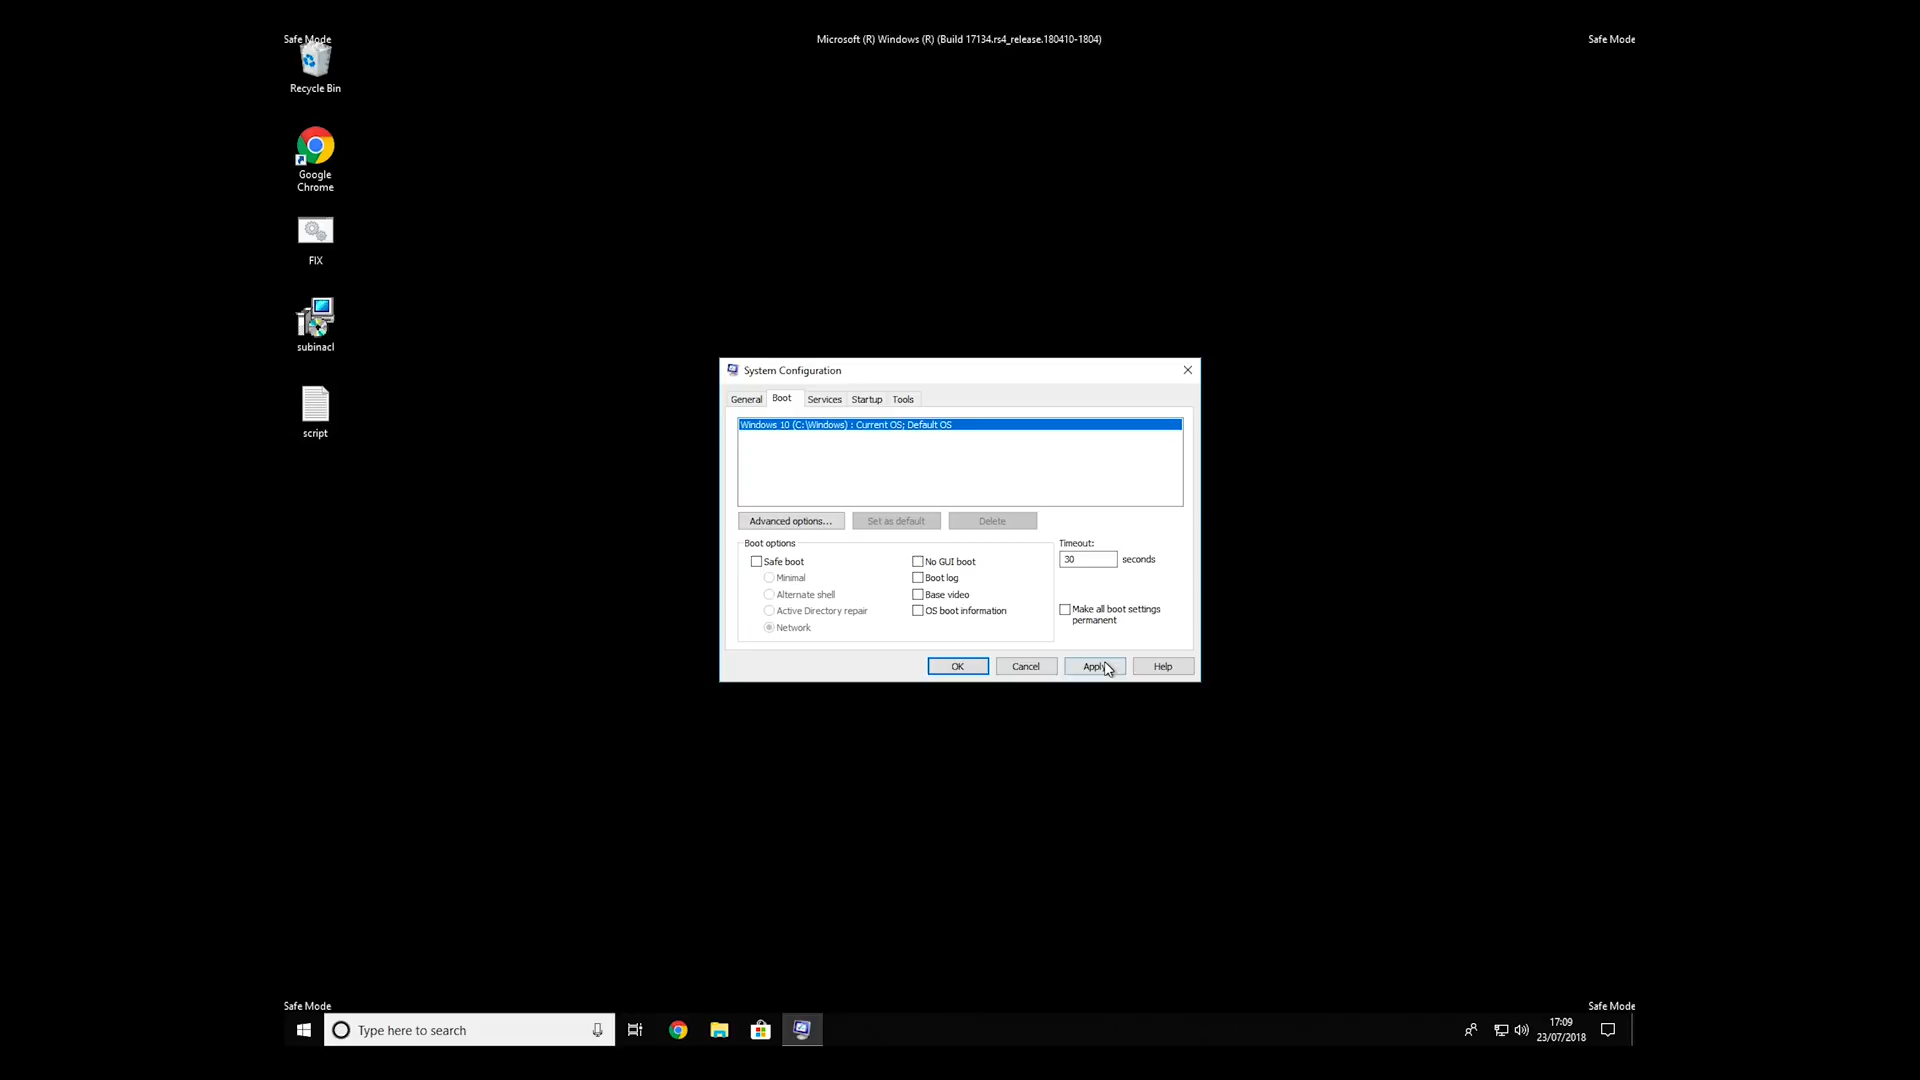 Safe Mode
Microsoft (R) Windows (R) (Build 17134.rs4_release.180410-1804)
Safe Mode
Recycle Bin
Google
Chrome
FIX
subinacl
script
System Configuration
General Boot Services Startup Tools
Windows 10 (C:\Windows) : Current OS; Default OS
Advanced options... Set as default Delete
Boot options
Safe boot
Minimal
Alternate shell
Active Directory repair
Network
No GUI boot
Boot log
Base video
OS boot information
Timeout:
30 seconds
Make all boot settings
permanent
OK Cancel Apply Help
Safe Mode
Safe Mode
Type here to search
17:09
23/07/2018